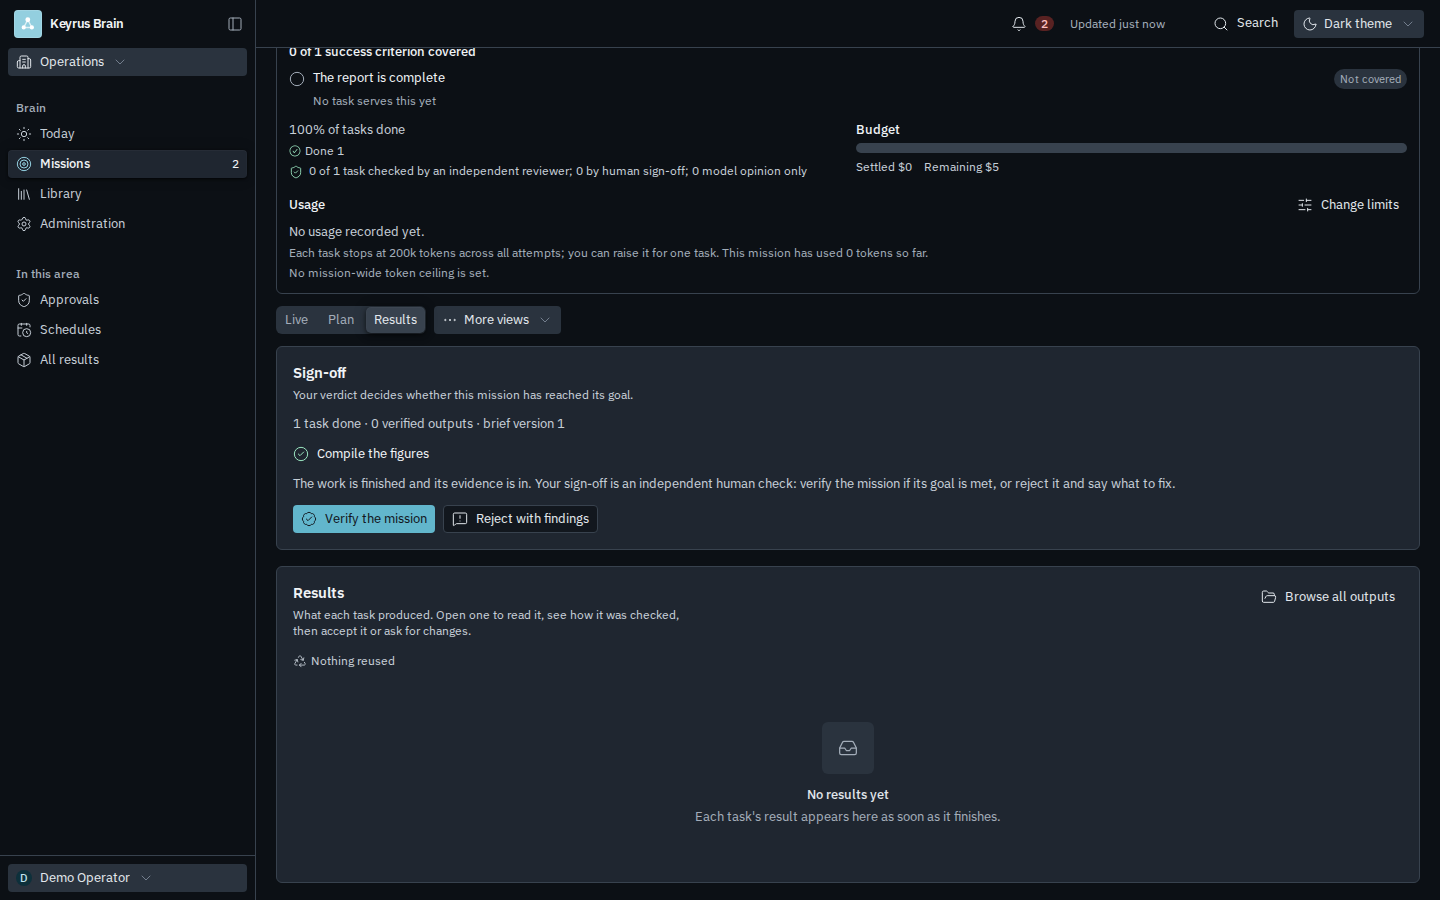 Keyrus Brain
Operations
Brain
Today
Missions 2
Library
Administration
In this area
Approvals
Schedules
All results
D Demo Operator
2 Updated just now Search Dark theme
0 of 1 success criterion covered
The report is complete Not covered
No task serves this yet
100% of tasks done
Done 1
0 of 1 task checked by an independent reviewer; 0 by human sign-off; 0 model opinion only
Budget
Settled $0 Remaining $5
Usage Change limits
No usage recorded yet.
Each task stops at 200k tokens across all attempts; you can raise it for one task. This mission has used 0 tokens so far.
No mission-wide token ceiling is set.
Live Plan Results More views
Sign-off
Your verdict decides whether this mission has reached its goal.
1 task done · 0 verified outputs · brief version 1
Compile the figures
The work is finished and its evidence is in. Your sign-off is an independent human check: verify the mission if its goal is met, or reject it and say what to fix.
Verify the mission Reject with findings
Results Browse all outputs
What each task produced. Open one to read it, see how it was checked,
then accept it or ask for changes.
Nothing reused
No results yet
Each task's result appears here as soon as it finishes.